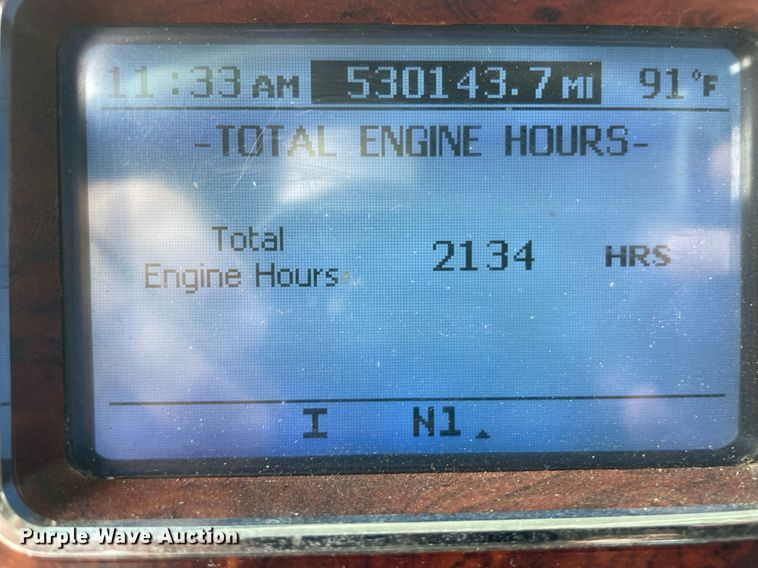 11:33 AM 530143.7 MI 91°F
-TOTAL ENGINE HOURS-
Total
Engine Hours 2134 HRS
I N1
Purple Wave Auction